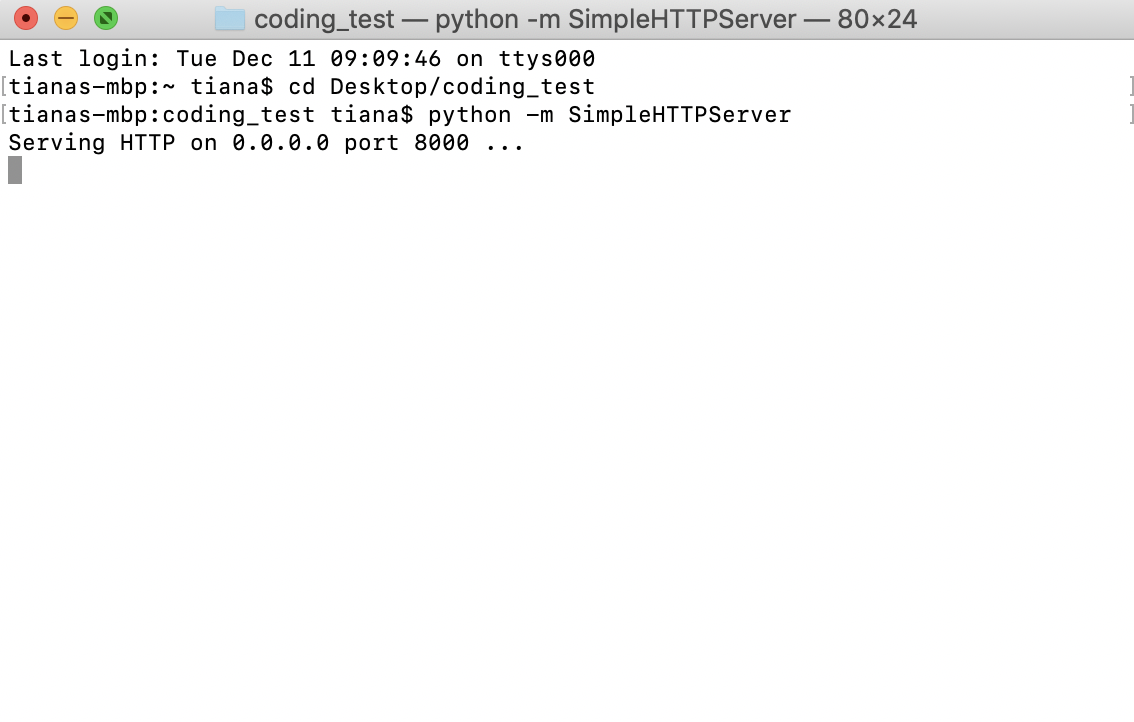 coding_test — python -m SimpleHTTPServer — 80×24
Last login: Tue Dec 11 09:09:46 on ttys000
[tianas-mbp:~ tiana$ cd Desktop/coding_test ]
[tianas-mbp:coding_test tiana$ python -m SimpleHTTPServer ]
Serving HTTP on 0.0.0.0 port 8000 ...